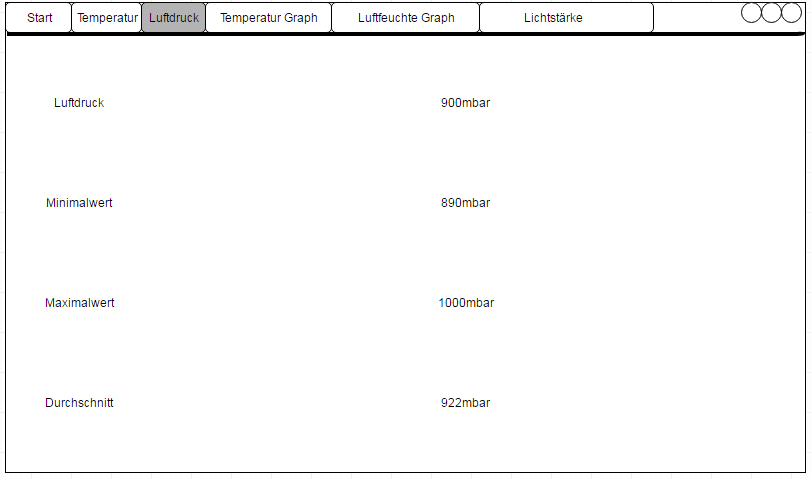 Start Temperatur Luftdruck Temperatur Graph Luftfeuchte Graph Lichtstärke
Luftdruck 900mbar
Minimalwert 890mbar
Maximalwert 1000mbar
Durchschnitt 922mbar